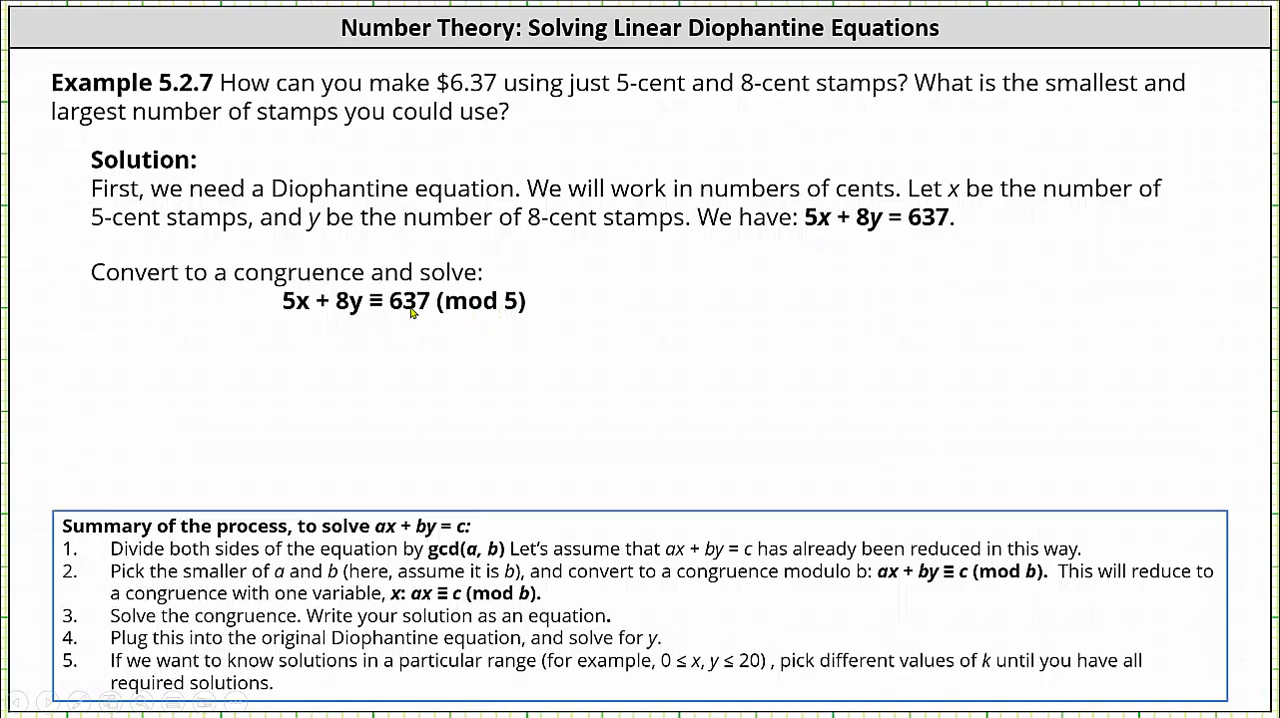 Number Theory: Solving Linear Diophantine Equations
Example 5.2.7 How can you make $6.37 using just 5-cent and 8-cent stamps? What is the smallest and
largest number of stamps you could use?
Solution:
First, we need a Diophantine equation. We will work in numbers of cents. Let x be the number of
5-cent stamps, and y be the number of 8-cent stamps. We have: 5x + 8y = 637.
Convert to a congruence and solve:
5x + 8y ≡ 637 (mod 5)
Summary of the process, to solve ax + by = c:
1. Divide both sides of the equation by gcd(a, b) Let's assume that ax + by = c has already been reduced in this way.
2. Pick the smaller of a and b (here, assume it is b), and convert to a congruence modulo b: ax + by ≡ c (mod b). This will reduce to
a congruence with one variable, x: ax ≡ c (mod b).
3. Solve the congruence. Write your solution as an equation.
4. Plug this into the original Diophantine equation, and solve for y.
5. If we want to know solutions in a particular range (for example, 0 ≤ x, y ≤ 20) , pick different values of k until you have all
required solutions.